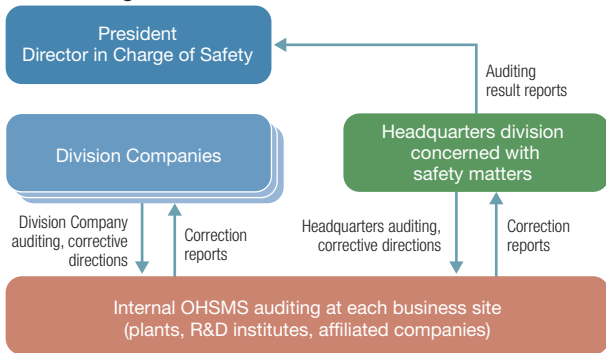 President
Director in Charge of Safety
Auditing
result reports
Division Companies
Headquarters division
concerned with
safety matters
Division Company
auditing, corrective
directions
Correction
reports
Headquarters auditing,
corrective directions
Correction
reports
Internal OHSMS auditing at each business site
(plants, R&D institutes, affiliated companies)